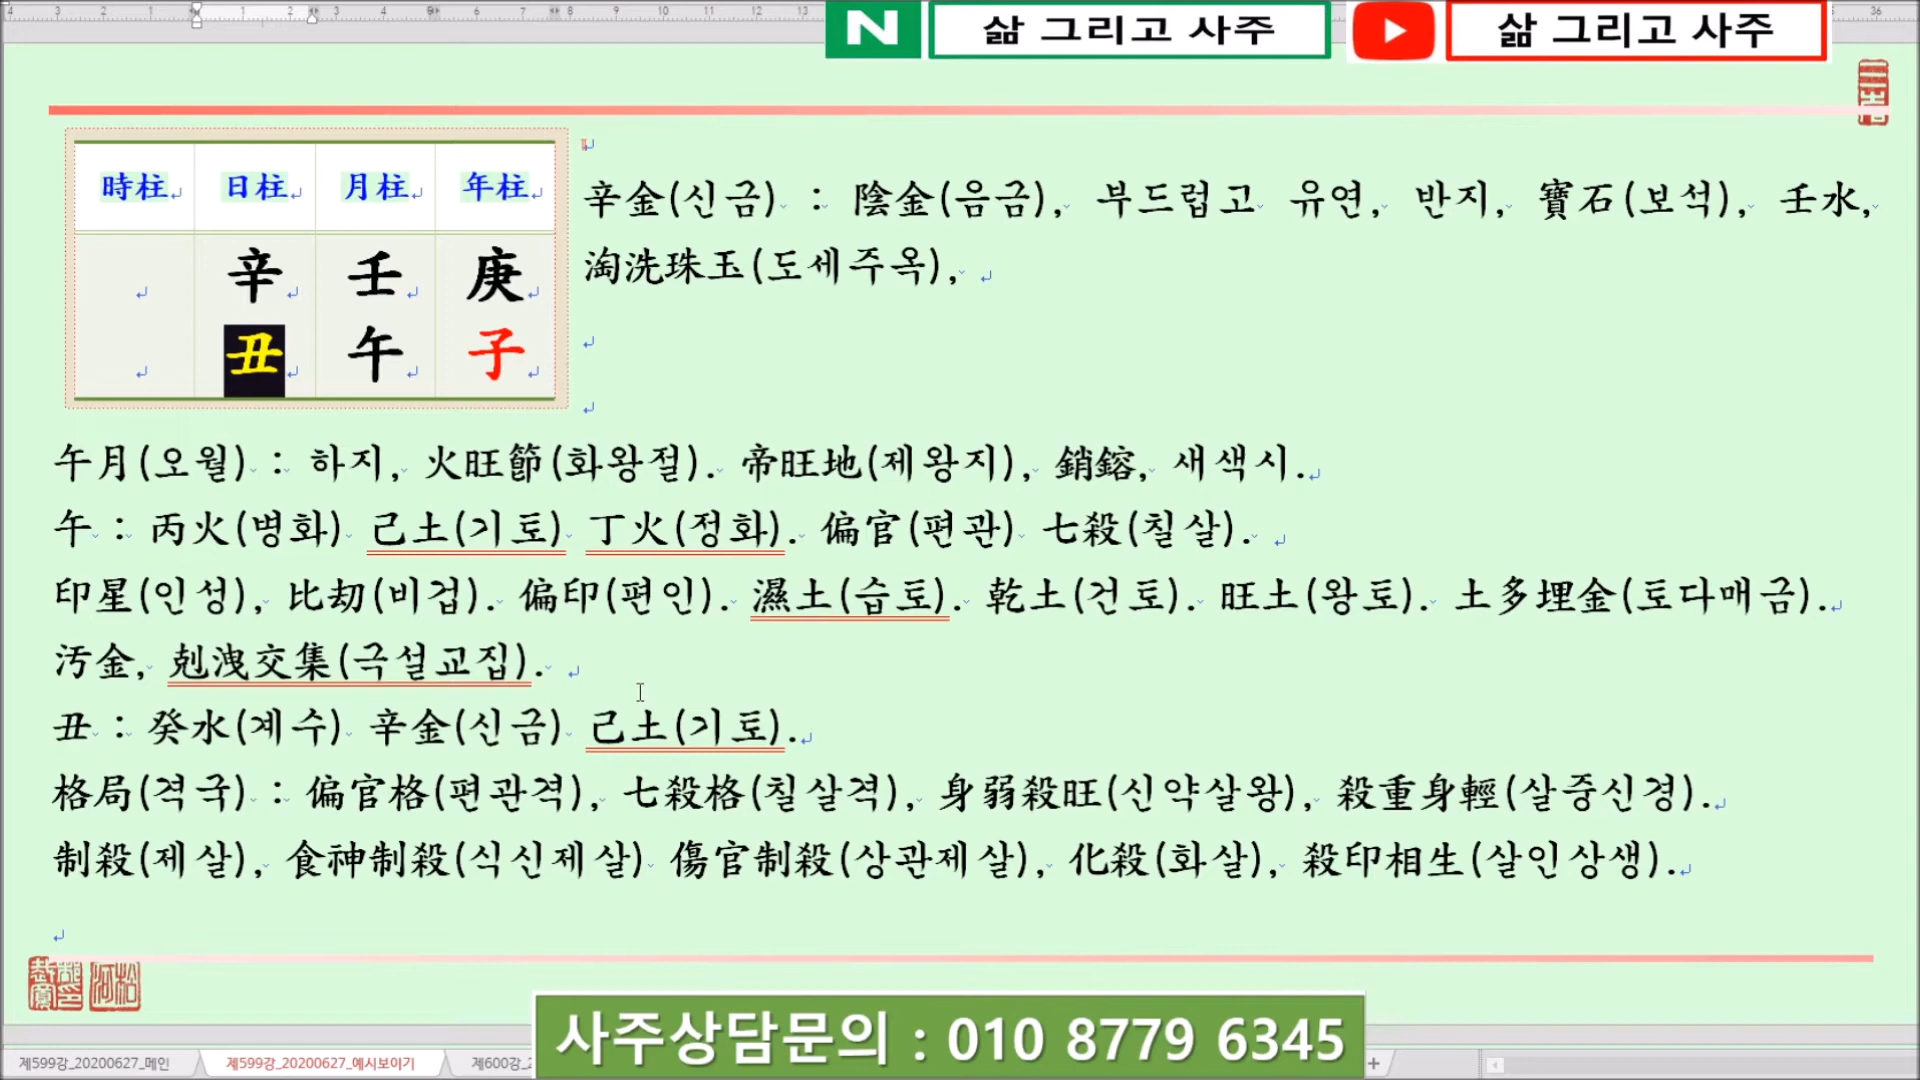 삶 그리고 사주 삶 그리고 사주
時柱 日柱 月柱 年柱
辛 壬 庚
丑 午 子
辛金(신금) : 陰金(음금), 부드럽고 유연, 반지, 寶石(보석), 壬水,
淘洗珠玉(도세주옥),
午月(오월) : 하지, 火旺節(화왕절). 帝旺地(제왕지), 銷鎔, 새색시.
午 : 丙火(병화) 己土(기토) 丁火(정화). 偏官(편관) 七殺(칠살).
印星(인성), 比刧(비겁). 偏印(편인). 濕土(습토). 乾土(건토). 旺土(왕토). 土多埋金(토다매금).
汚金, 剋洩交集(극설교집).
丑 : 癸水(계수) 辛金(신금) 己土(기토).
格局(격국) : 偏官格(편관격), 七殺格(칠살격), 身弱殺旺(신약살왕), 殺重身輕(살중신경).
制殺(제살), 食神制殺(식신제살) 傷官制殺(상관제살), 化殺(화살), 殺印相生(살인상생).
사주상담문의 : 010 8779 6345
제599강_20200627_메인 제599강_20200627_예시보이기 제600강_2